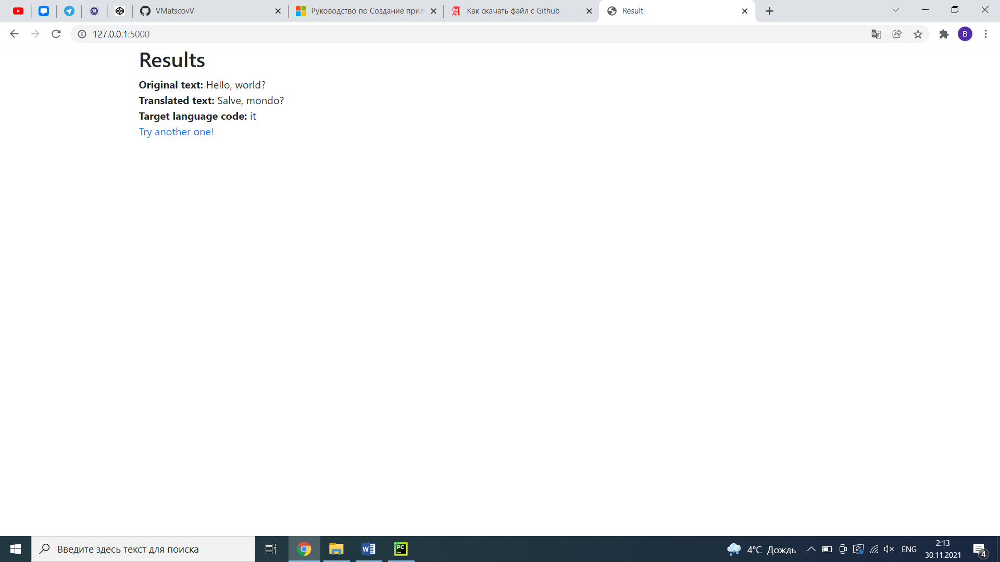 VMatscovV
Руководство по Создание прил
Как скачать файл с Github
Result
127.0.0.1:5000
B
Results
Original text: Hello, world?
Translated text: Salve, mondo?
Target language code: it
Try another one!
Введите здесь текст для поиска
W
PC
4°C Дождь
ENG
2:13
30.11.2021
4